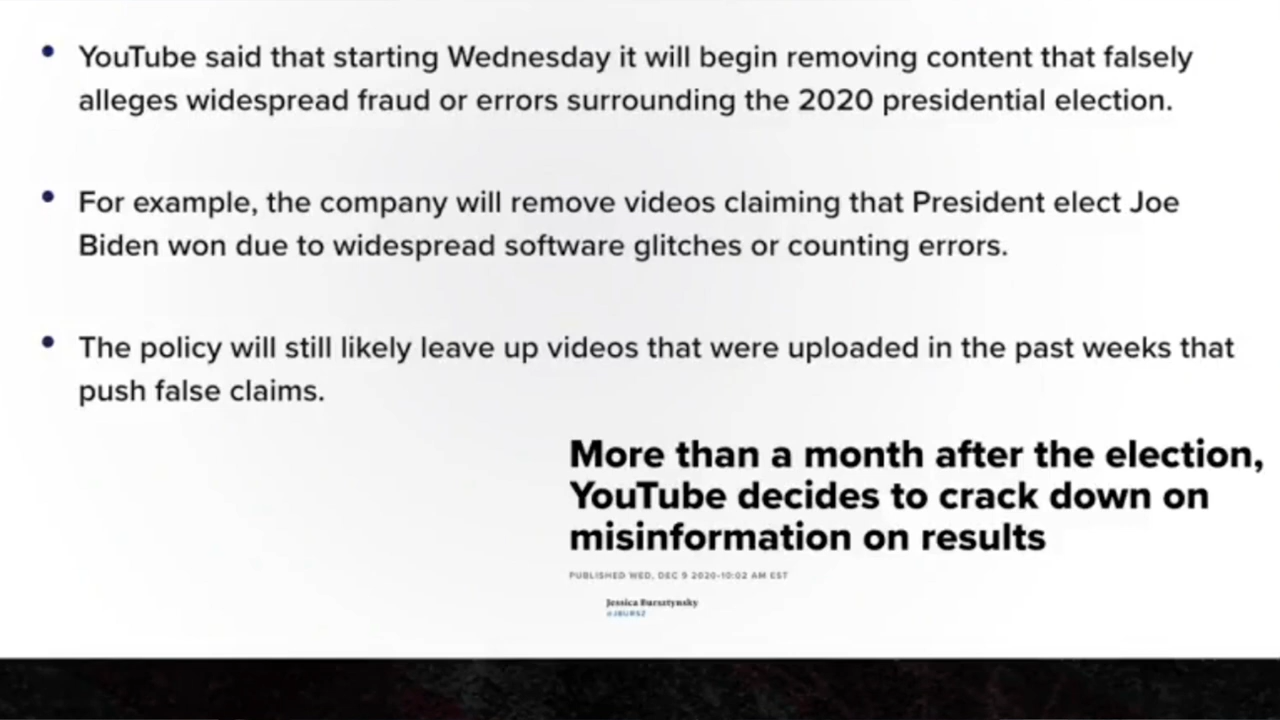 • YouTube said that starting Wednesday it will begin removing content that falsely
alleges widespread fraud or errors surrounding the 2020 presidential election.
• For example, the company will remove videos claiming that President elect Joe
Biden won due to widespread software glitches or counting errors.
• The policy will still likely leave up videos that were uploaded in the past weeks that
push false claims.
More than a month after the election,
YouTube decides to crack down on
misinformation on results
PUBLISHED WED, DEC 9 2020-10:02 AM EST
Jessica Bursztynsky
@JBURSZ